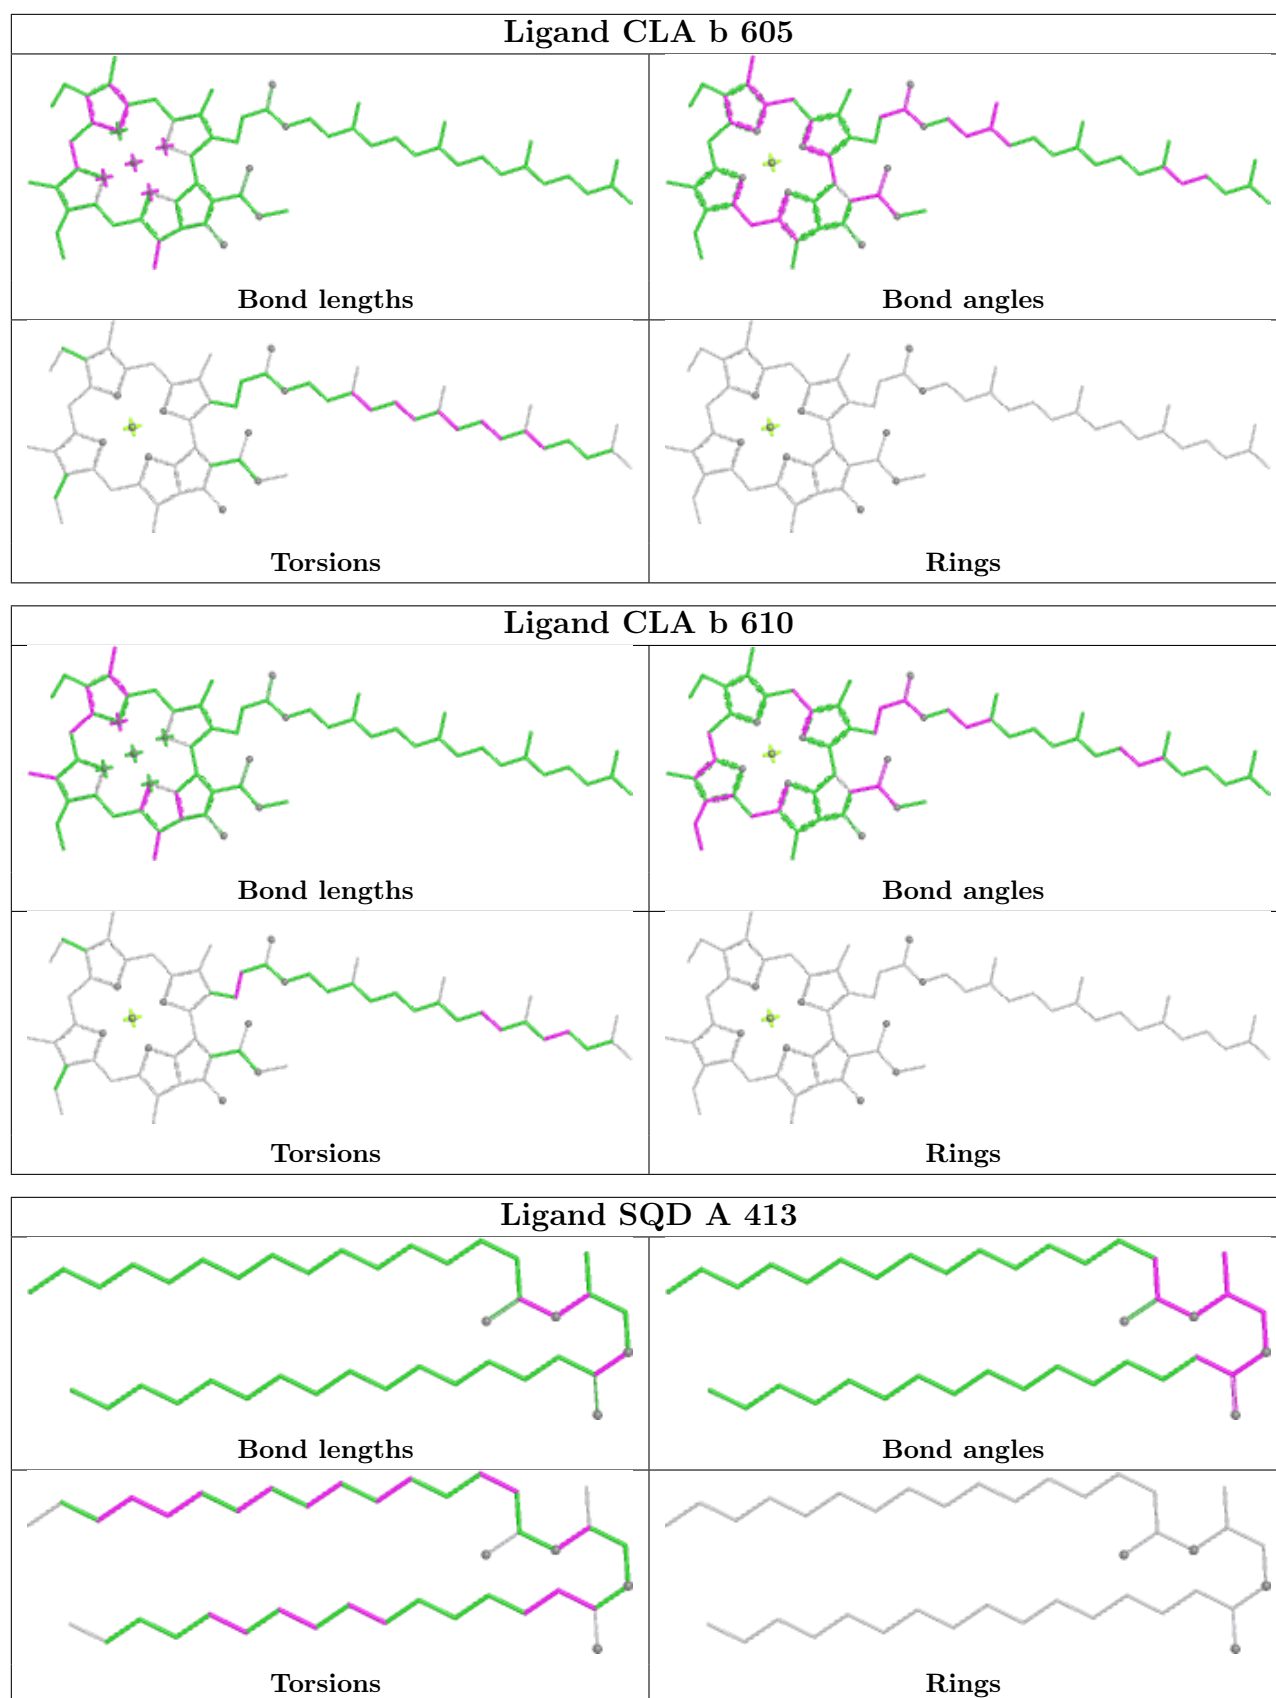 Ligand CLA b 605
Bond lengths
Bond angles
Torsions
Rings
Ligand CLA b 610
Bond lengths
Bond angles
Torsions
Rings
Ligand SQD A 413
Bond lengths
Bond angles
Torsions
Rings